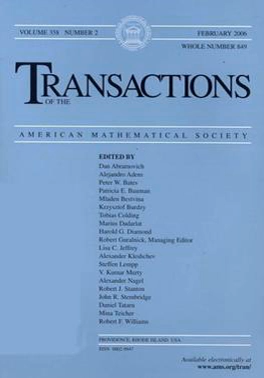 VOLUME 358 NUMBER 2
FEBRUARY 2006
WHOLE NUMBER 849
TRANSACTIONS
OF THE
AMERICAN MATHEMATICAL SOCIETY
EDITED BY
Dan Abramovich
Alejandro Adem
Peter W. Bates
Patricia E. Bauman
Mladen Bestvina
Krzysztof Burdzy
Tobias Colding
Marius Dadarlat
Harold G. Diamond
Robert Guralnick, Managing Editor
Lisa C. Jeffrey
Alexander Kleshchev
Steffen Lempp
V. Kumar Murty
Alexander Nagel
Robert J. Stanton
John R. Stembridge
Daniel Tataru
Mina Teicher
Robert F. Williams
PROVIDENCE, RHODE ISLAND USA
ISSN 0002-9947
Available electronically at
www.ams.org/tran/